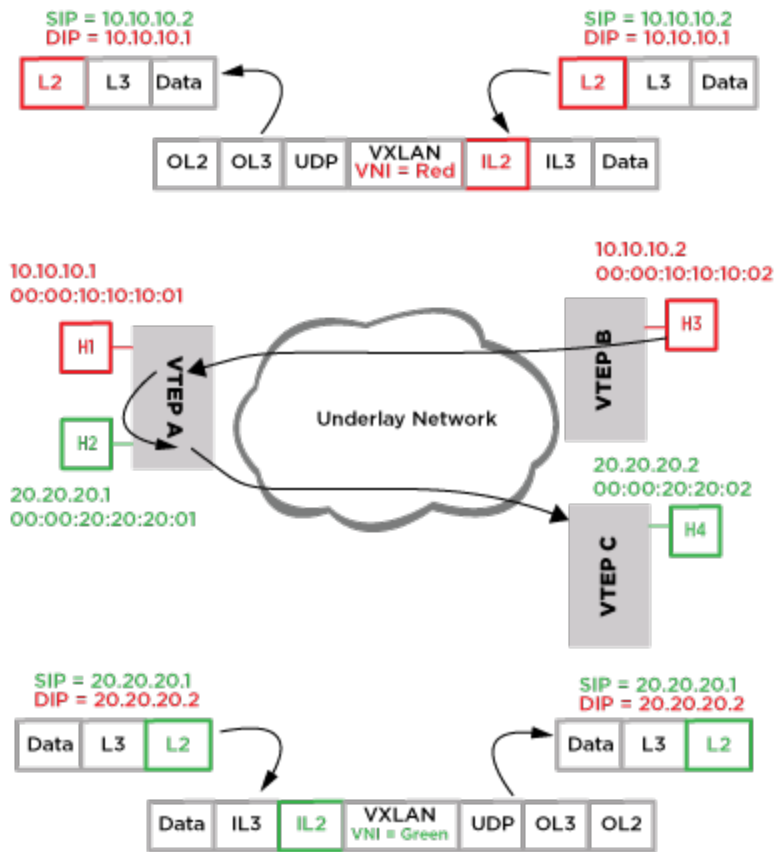 SIP = 10.10.10.2
DIP = 10.10.10.1
L2 L3 Data
SIP = 10.10.10.2
DIP = 10.10.10.1
L2 L3 Data
OL2 OL3 UDP VXLAN VNI = Red IL2 IL3 Data
10.10.10.1
00:00:10:10:10:01
10.10.10.2
00:00:10:10:10:02
H1
VTEP A
H2
20.20.20.1
00:00:20:20:20:01
Underlay Network
VTEP B
H3
20.20.20.2
00:00:20:20:02
VTEP C
H4
SIP = 20.20.20.1
DIP = 20.20.20.2
Data L3 L2
SIP = 20.20.20.1
DIP = 20.20.20.2
Data L3 L2
Data IL3 IL2 VXLAN VNI = Green UDP OL3 OL2